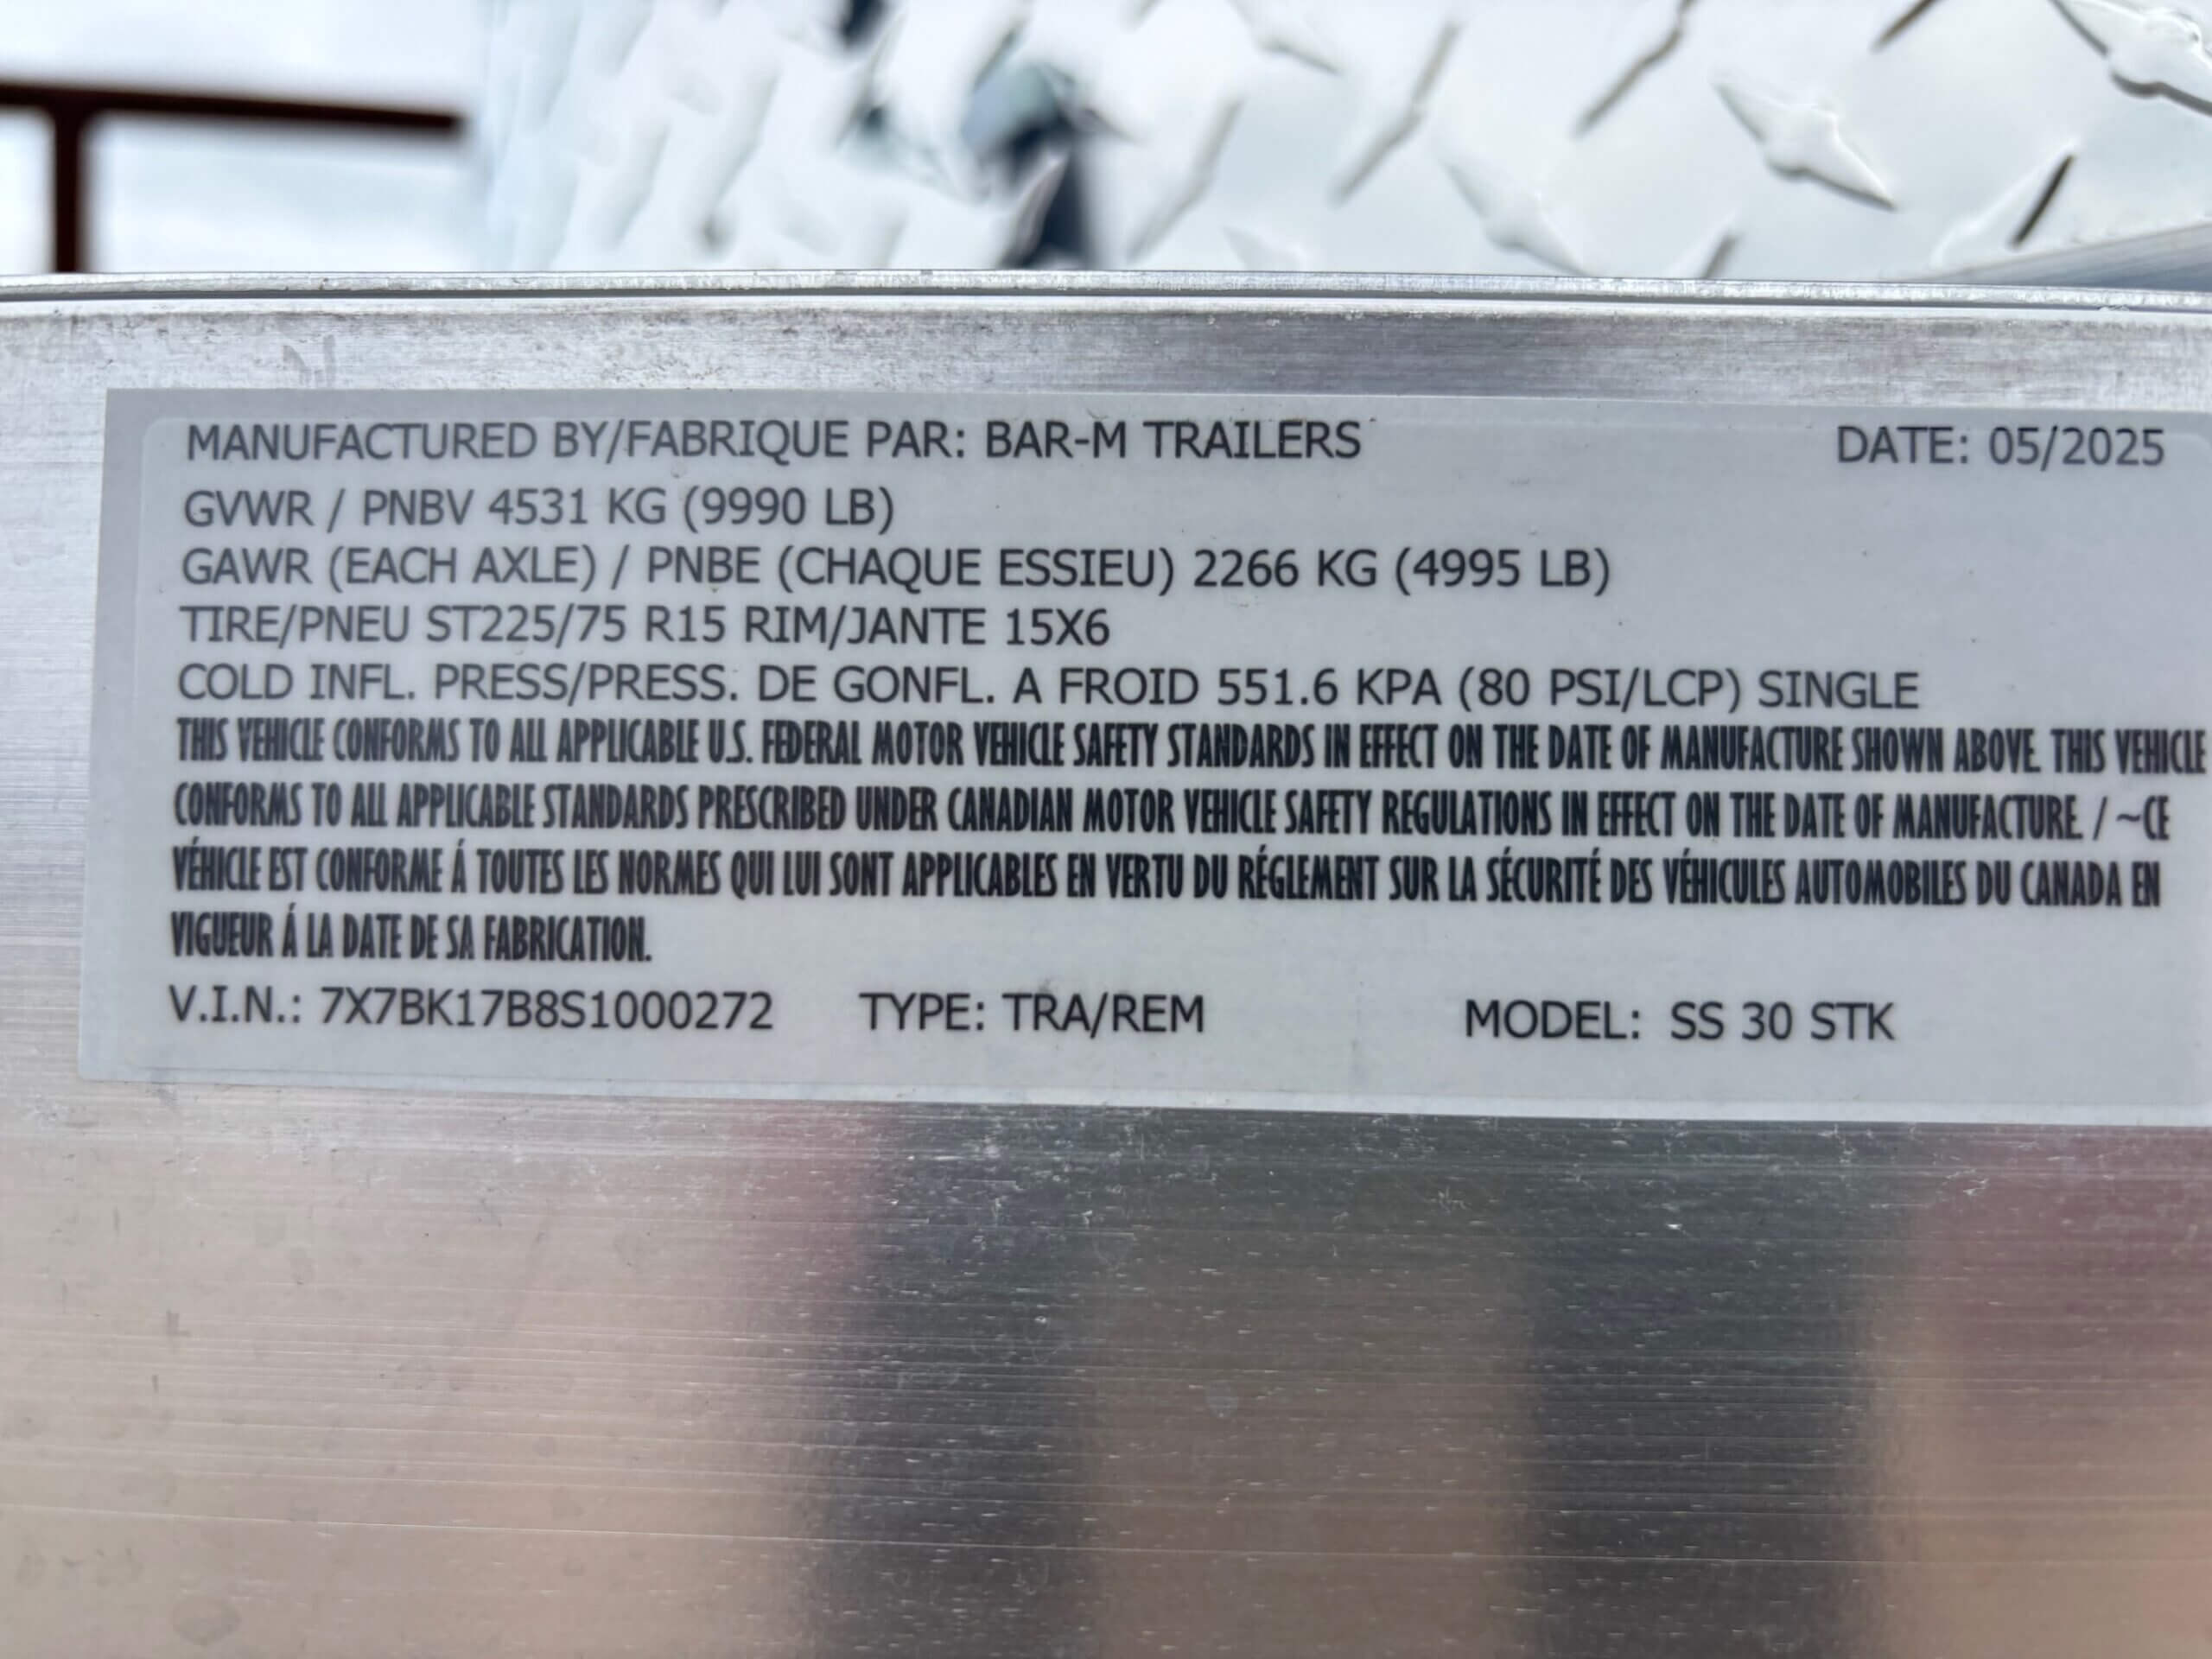 MANUFACTURED BY/FABRIQUE PAR: BAR-M TRAILERS DATE: 05/2025
GVWR / PNBV 4531 KG (9990 LB)
GAWR (EACH AXLE) / PNBE (CHAQUE ESSIEU) 2266 KG (4995 LB)
TIRE/PNEU ST225/75 R15 RIM/JANTE 15X6
COLD INFL. PRESS/PRESS. DE GONFL. A FROID 551.6 KPA (80 PSI/LCP) SINGLE
THIS VEHICLE CONFORMS TO ALL APPLICABLE U.S. FEDERAL MOTOR VEHICLE SAFETY STANDARDS IN EFFECT ON THE DATE OF MANUFACTURE SHOWN ABOVE. THIS VEHICLE
CONFORMS TO ALL APPLICABLE STANDARDS PRESCRIBED UNDER CANADIAN MOTOR VEHICLE SAFETY REGULATIONS IN EFFECT ON THE DATE OF MANUFACTURE. / ~CE
VÉHICLE EST CONFORME Á TOUTES LES NORMES QUI LUI SONT APPLICABLES EN VERTU DU RÉGLEMENT SUR LA SÉCURITÉ DES VÉHICULES AUTOMOBILES DU CANADA EN
VIGUEUR Á LA DATE DE SA FABRICATION.
V.I.N.: 7X7BK17B8S1000272 TYPE: TRA/REM MODEL: SS 30 STK